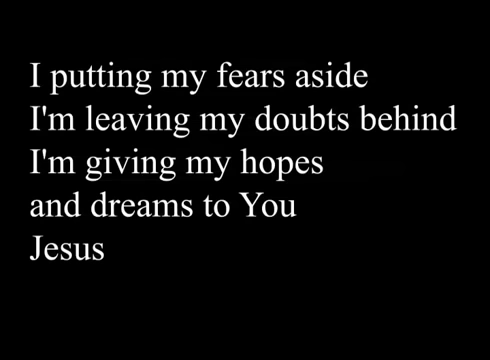 I putting my fears aside
I'm leaving my doubts behind
I'm giving my hopes
and dreams to You
Jesus